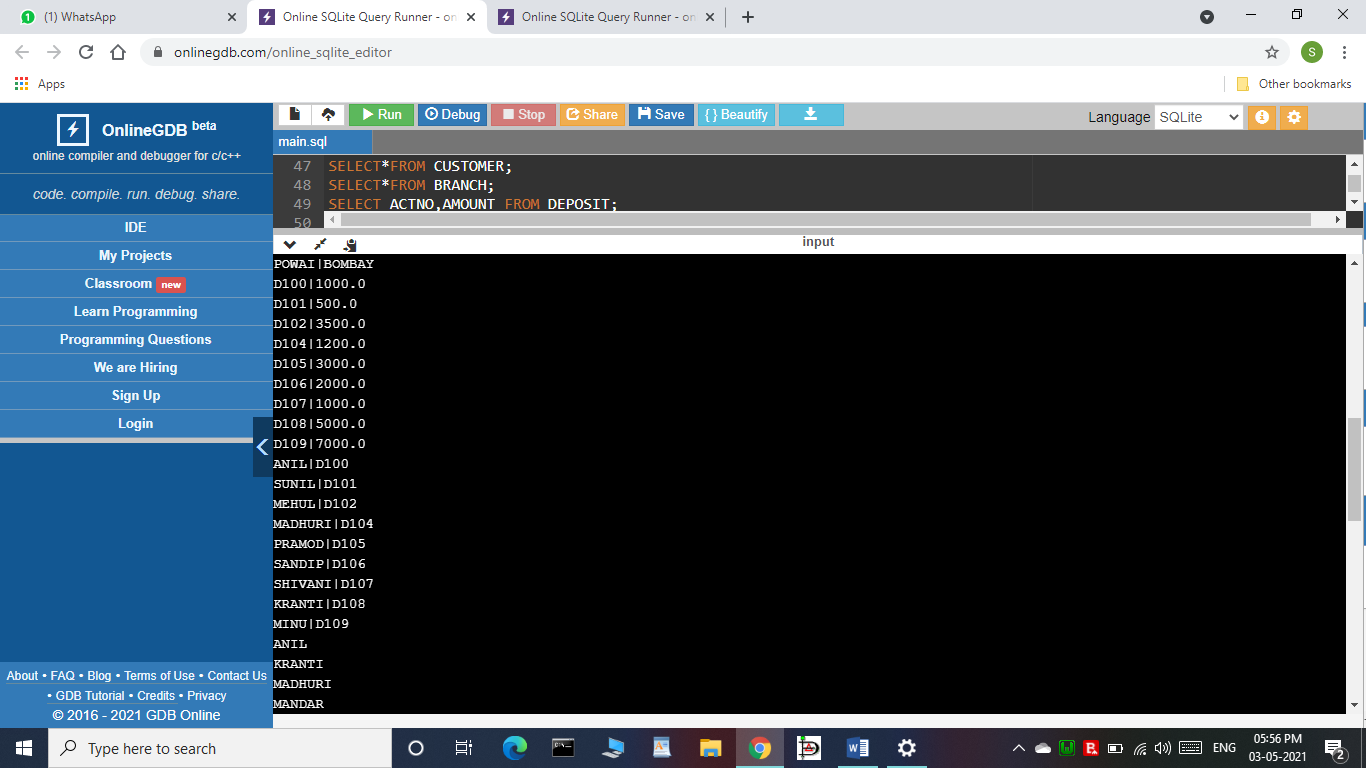 (1) WhatsApp
Online SQLite Query Runner - on
Online SQLite Query Runner - on
onlinegdb.com/online_sqlite_editor
S
Apps
Other bookmarks
OnlineGDB beta
online compiler and debugger for c/c++
code. compile. run. debug. share.
IDE
My Projects
Classroom new
Learn Programming
Programming Questions
We are Hiring
Sign Up
Login
About • FAQ • Blog • Terms of Use • Contact Us
• GDB Tutorial • Credits • Privacy
© 2016 - 2021 GDB Online
Run Debug Stop Share Save { } Beautify
Language SQLite
main.sql
47 SELECT*FROM CUSTOMER;
48 SELECT*FROM BRANCH;
49 SELECT ACTNO,AMOUNT FROM DEPOSIT;
50
input
POWAI|BOMBAY
D100|1000.0
D101|500.0
D102|3500.0
D104|1200.0
D105|3000.0
D106|2000.0
D107|1000.0
D108|5000.0
D109|7000.0
ANIL|D100
SUNIL|D101
MEHUL|D102
MADHURI|D104
PRAMOD|D105
SANDIP|D106
SHIVANI|D107
KRANTI|D108
MINU|D109
ANIL
KRANTI
MADHURI
MANDAR
Type here to search
ENG
05:56 PM
03-05-2021
2